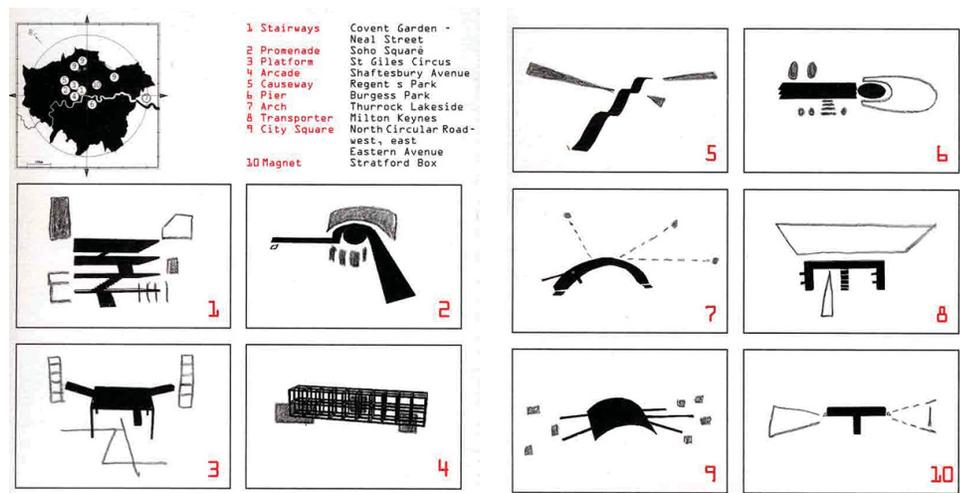 1 Stairways Covent Garden -
Neal Street
2 Promenade Soho Square
3 Platform St Giles Circus
4 Arcade Shaftesbury Avenue
5 Causeway Regent s Park
6 Pier Burgess Park
7 Arch Thurrock Lakeside
8 Transporter Milton Keynes
9 City Square North Circular Road-
west, east
Eastern Avenue
10 Magnet Stratford Box
1
2
3
4
5
6
7
8
9
10